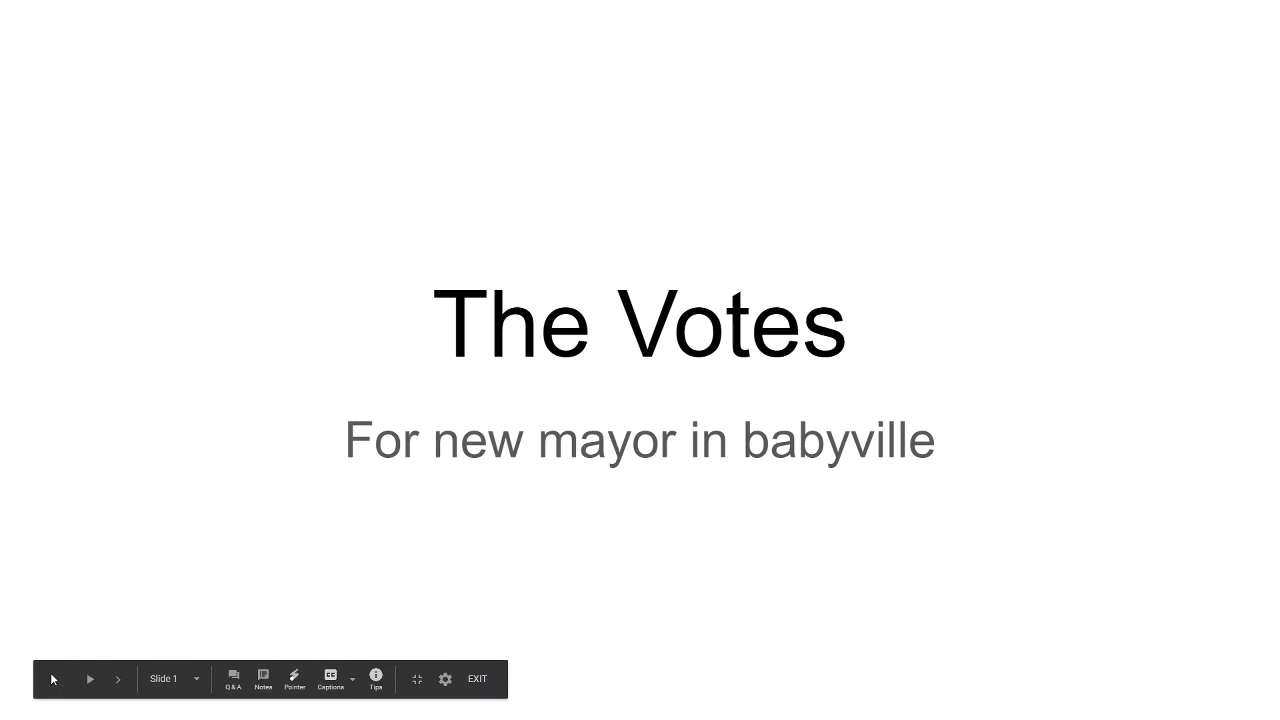 The Votes
For new mayor in babyville
Slide 1
Q & A
Notes
Pointer
Captions
Tips
EXIT